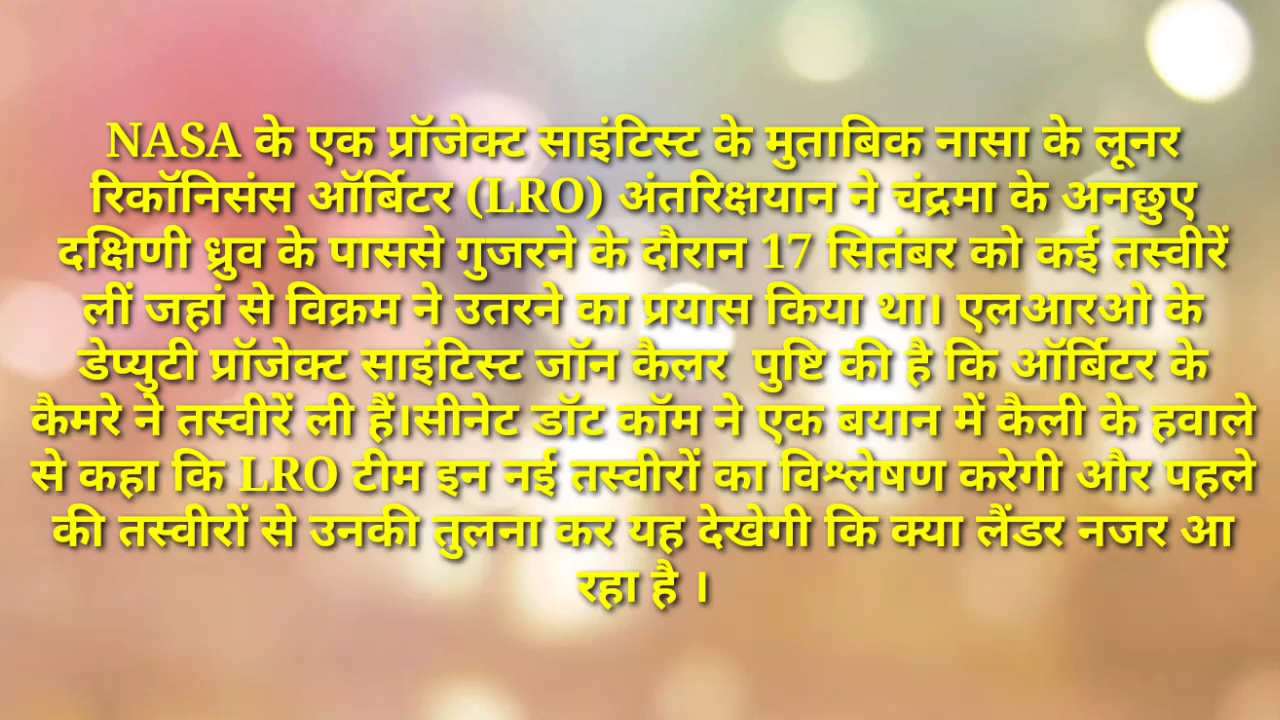 NASA के एक प्रॉजेक्ट साइंटिस्ट के मुताबिक नासा के लूनर
रिकॉनिसंस ऑर्बिटर (LRO) अंतरिक्षयान ने चंद्रमा के अनछुए
दक्षिणी ध्रुव के पाससे गुजरने के दौरान 17 सितंबर को कई तस्वीरें
लीं जहां से विक्रम ने उतरने का प्रयास किया था। एलआरओ के
डेप्युटी प्रॉजेक्ट साइंटिस्ट जॉन कैलर  पुष्टि की है कि ऑर्बिटर के
कैमरे ने तस्वीरें ली हैं।सीनेट डॉट कॉम ने एक बयान में कैली के हवाले
से कहा कि LRO टीम इन नई तस्वीरों का विश्लेषण करेगी और पहले
की तस्वीरों से उनकी तुलना कर यह देखेगी कि क्या लैंडर नजर आ
रहा है ।